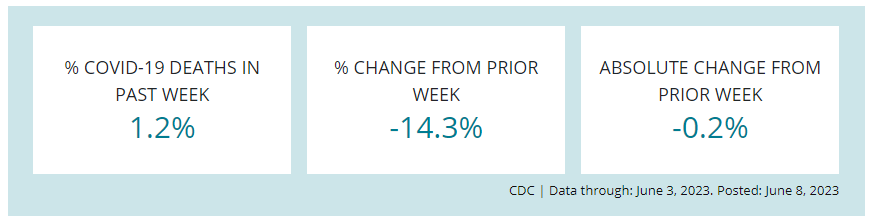 % COVID-19 DEATHS IN
PAST WEEK
1.2%
% CHANGE FROM PRIOR
WEEK
-14.3%
ABSOLUTE CHANGE FROM
PRIOR WEEK
-0.2%
CDC | Data through: June 3, 2023. Posted: June 8, 2023